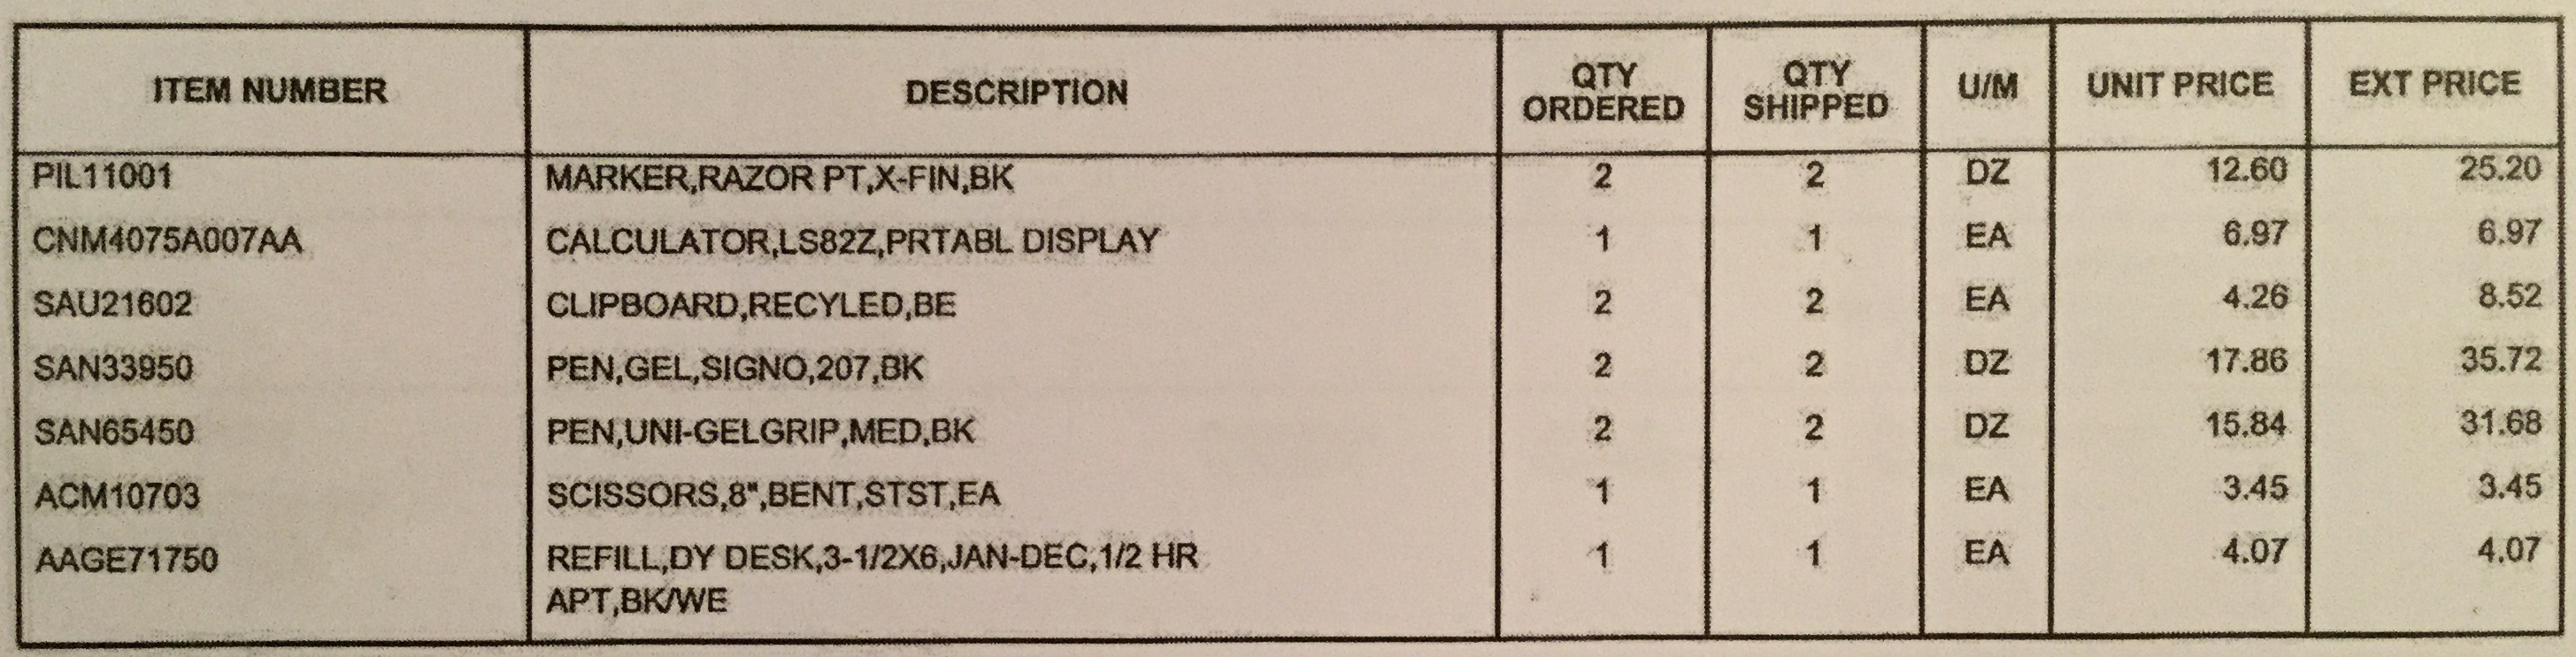 ITEM NUMBER DESCRIPTION QTY ORDERED QTY SHIPPED U/M UNIT PRICE EXT PRICE
PIL11001 MARKER,RAZOR PT,X-FIN,BK 2 2 DZ 12.60 25.20
CNM4075A007AA CALCULATOR,LS82Z,PRTABL DISPLAY 1 1 EA 6.97 6.97
SAU21602 CLIPBOARD,RECYLED,BE 2 2 EA 4.26 8.52
SAN33950 PEN,GEL,SIGNO,207,BK 2 2 DZ 17.86 35.72
SAN65450 PEN,UNI-GELGRIP,MED,BK 2 2 DZ 15.84 31.68
ACM10703 SCISSORS,8",BENT,STST,EA 1 1 EA 3.45 3.45
AAGE71750 REFILL,DY DESK,3-1/2X6,JAN-DEC,1/2 HR 1 1 EA 4.07 4.07
APT,BK/WE